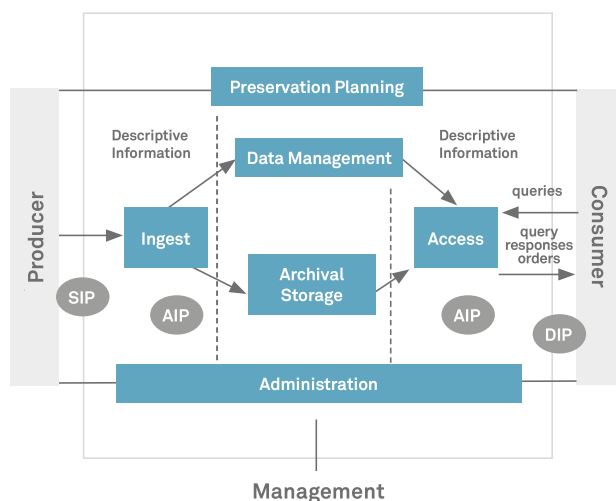 Preservation Planning
Descriptive
Information
Data Management
Descriptive
Information
Producer
Ingest
Archival
Storage
Access
queries
query
responses
orders
Consumer
SIP
AIP
AIP
DIP
Administration
Management